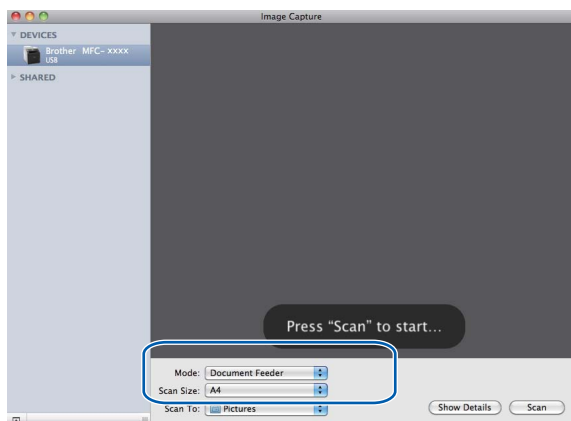 Image Capture
DEVICES
Brother MFC- xxxx
USB
SHARED
Press “Scan” to start...
Mode: Document Feeder
Scan Size: A4
Scan To: Pictures
Show Details
Scan